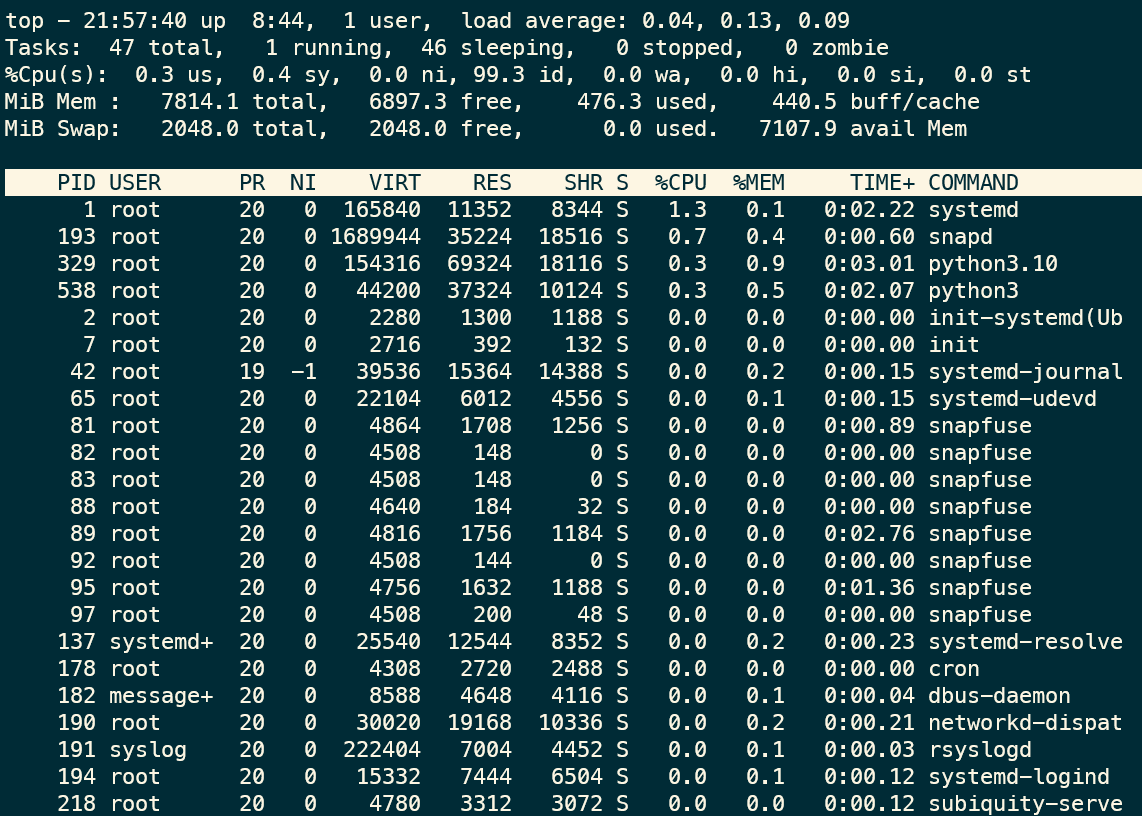 top - 21:57:40 up  8:44,  1 user,  load average: 0.04, 0.13, 0.09
Tasks:  47 total,   1 running,  46 sleeping,   0 stopped,   0 zombie
%Cpu(s):  0.3 us,  0.4 sy,  0.0 ni, 99.3 id,  0.0 wa,  0.0 hi,  0.0 si,  0.0 st
MiB Mem :   7814.1 total,   6897.3 free,    476.3 used,    440.5 buff/cache
MiB Swap:   2048.0 total,   2048.0 free,      0.0 used.   7107.9 avail Mem
    PID USER      PR  NI    VIRT    RES    SHR S  %CPU  %MEM     TIME+ COMMAND
      1 root      20   0  165840  11352   8344 S   1.3   0.1   0:02.22 systemd
    193 root      20   0 1689944  35224  18516 S   0.7   0.4   0:00.60 snapd
    329 root      20   0  154316  69324  18116 S   0.3   0.9   0:03.01 python3.10
    538 root      20   0   44200  37324  10124 S   0.3   0.5   0:02.07 python3
      2 root      20   0    2280   1300   1188 S   0.0   0.0   0:00.00 init-systemd(Ub
      7 root      20   0    2716    392    132 S   0.0   0.0   0:00.00 init
     42 root      19  -1   39536  15364  14388 S   0.0   0.2   0:00.15 systemd-journal
     65 root      20   0   22104   6012   4556 S   0.0   0.1   0:00.15 systemd-udevd
     81 root      20   0    4864   1708   1256 S   0.0   0.0   0:00.89 snapfuse
     82 root      20   0    4508    148      0 S   0.0   0.0   0:00.00 snapfuse
     83 root      20   0    4508    148      0 S   0.0   0.0   0:00.00 snapfuse
     88 root      20   0    4640    184     32 S   0.0   0.0   0:00.00 snapfuse
     89 root      20   0    4816   1756   1184 S   0.0   0.0   0:02.76 snapfuse
     92 root      20   0    4508    144      0 S   0.0   0.0   0:00.00 snapfuse
     95 root      20   0    4756   1632   1188 S   0.0   0.0   0:01.36 snapfuse
     97 root      20   0    4508    200     48 S   0.0   0.0   0:00.00 snapfuse
    137 systemd+  20   0   25540  12544   8352 S   0.0   0.2   0:00.23 systemd-resolve
    178 root      20   0    4308   2720   2488 S   0.0   0.0   0:00.00 cron
    182 message+  20   0    8588   4648   4116 S   0.0   0.1   0:00.04 dbus-daemon
    190 root      20   0   30020  19168  10336 S   0.0   0.2   0:00.21 networkd-dispat
    191 syslog    20   0  222404   7004   4452 S   0.0   0.1   0:00.03 rsyslogd
    194 root      20   0   15332   7444   6504 S   0.0   0.1   0:00.12 systemd-logind
    218 root      20   0    4780   3312   3072 S   0.0   0.0   0:00.12 subiquity-serve